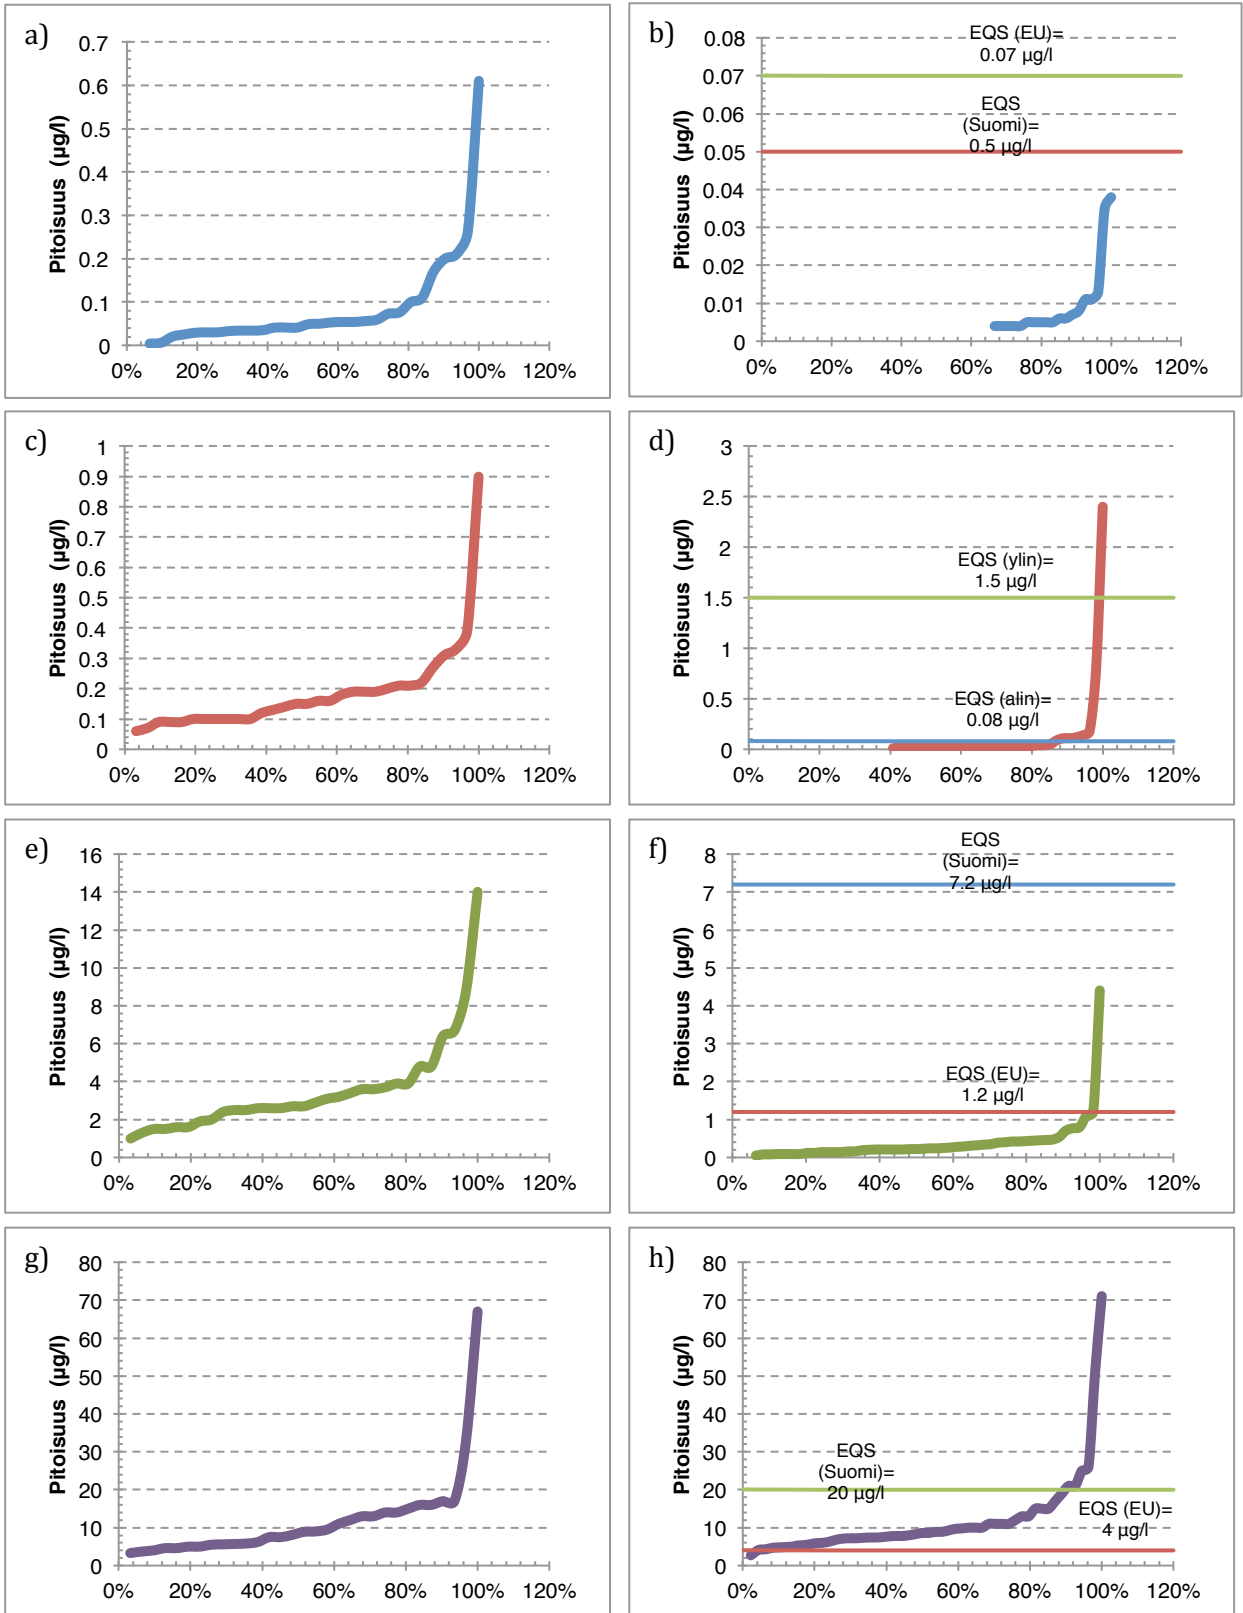 a)
0.7
0.6
0.5
0.4
0.3
0.2
0.1
0
Pitoisuus (µg/l)
0% 20% 40% 60% 80% 100% 120%
b)
0.08
0.07
0.06
0.05
0.04
0.03
0.02
0.01
0
Pitoisuus (µg/l)
EQS (EU)=
0.07 µg/l
EQS
(Suomi)=
0.5 µg/l
0% 20% 40% 60% 80% 100% 120%
c)
1
0.9
0.8
0.7
0.6
0.5
0.4
0.3
0.2
0.1
0
Pitoisuus (µg/l)
0% 20% 40% 60% 80% 100% 120%
d)
3
2.5
2
1.5
1
0.5
0
Pitoisuus (µg/l)
EQS (ylin)=
1.5 µg/l
EQS (alin)=
0.08 µg/l
0% 20% 40% 60% 80% 100% 120%
e)
16
14
12
10
8
6
4
2
0
Pitoisuus (µg/l)
0% 20% 40% 60% 80% 100% 120%
f)
8
7
6
5
4
3
2
1
0
Pitoisuus (µg/l)
EQS
(Suomi)=
7.2 µg/l
EQS (EU)=
1.2 µg/l
0% 20% 40% 60% 80% 100% 120%
g)
80
70
60
50
40
30
20
10
0
Pitoisuus (µg/l)
0% 20% 40% 60% 80% 100% 120%
h)
80
70
60
50
40
30
20
10
0
Pitoisuus (µg/l)
EQS
(Suomi)=
20 µg/l
EQS (EU)=
4 µg/l
0% 20% 40% 60% 80% 100% 120%